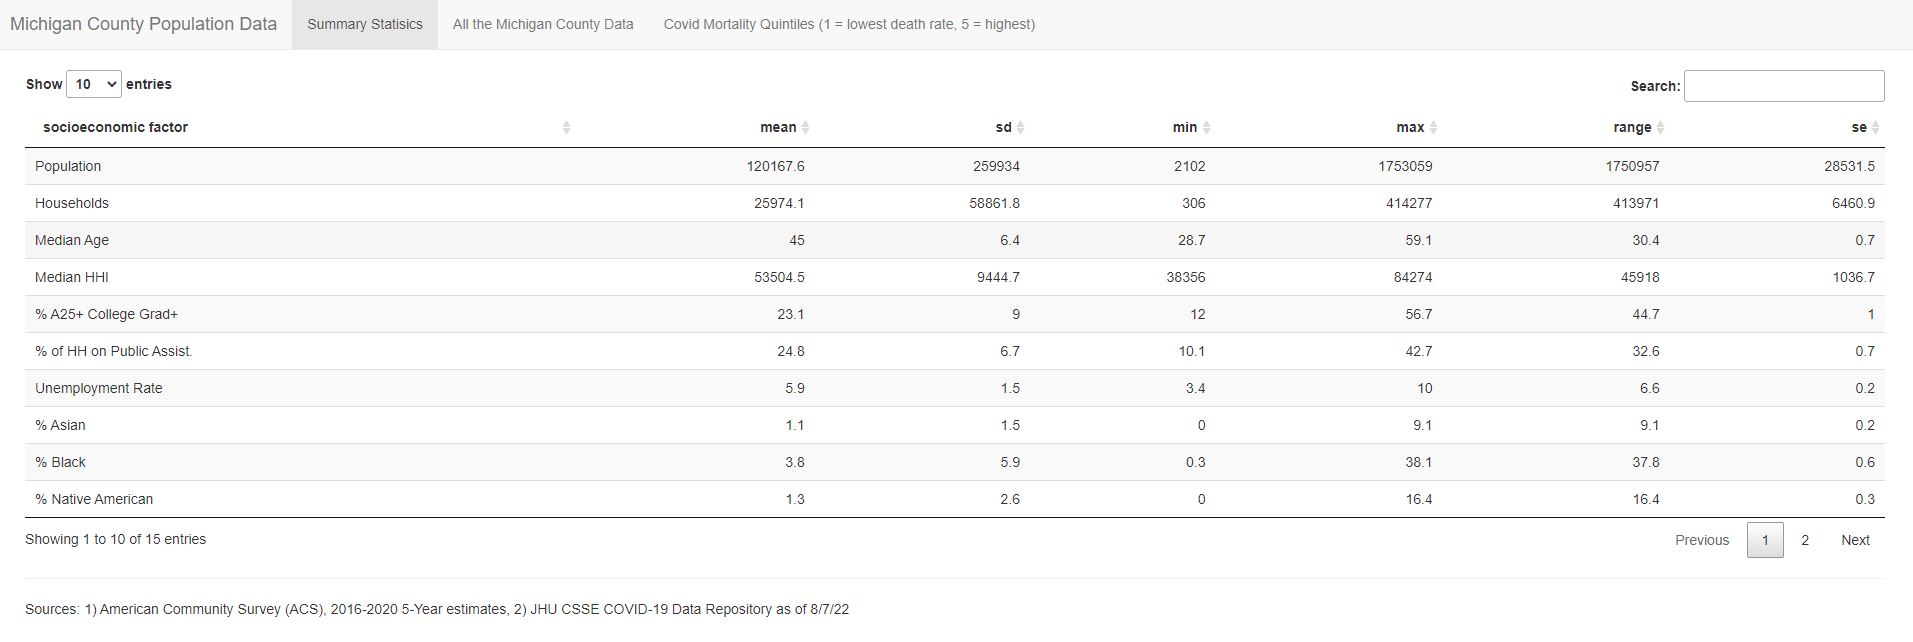 Michigan County Population Data Summary Statisics All the Michigan County Data Covid Mortality Quintiles (1 = lowest death rate, 5 = highest)
Show 10 entries Search:
socioeconomic factor mean sd min max range se
Population 120167.6 259934 2102 1753059 1750957 28531.5
Households 25974.1 58861.8 306 414277 413971 6460.9
Median Age 45 6.4 28.7 59.1 30.4 0.7
Median HHI 53504.5 9444.7 38356 84274 45918 1036.7
% A25+ College Grad+ 23.1 9 12 56.7 44.7 1
% of HH on Public Assist. 24.8 6.7 10.1 42.7 32.6 0.7
Unemployment Rate 5.9 1.5 3.4 10 6.6 0.2
% Asian 1.1 1.5 0 9.1 9.1 0.2
% Black 3.8 5.9 0.3 38.1 37.8 0.6
% Native American 1.3 2.6 0 16.4 16.4 0.3
Showing 1 to 10 of 15 entries Previous 1 2 Next
Sources: 1) American Community Survey (ACS), 2016-2020 5-Year estimates, 2) JHU CSSE COVID-19 Data Repository as of 8/7/22